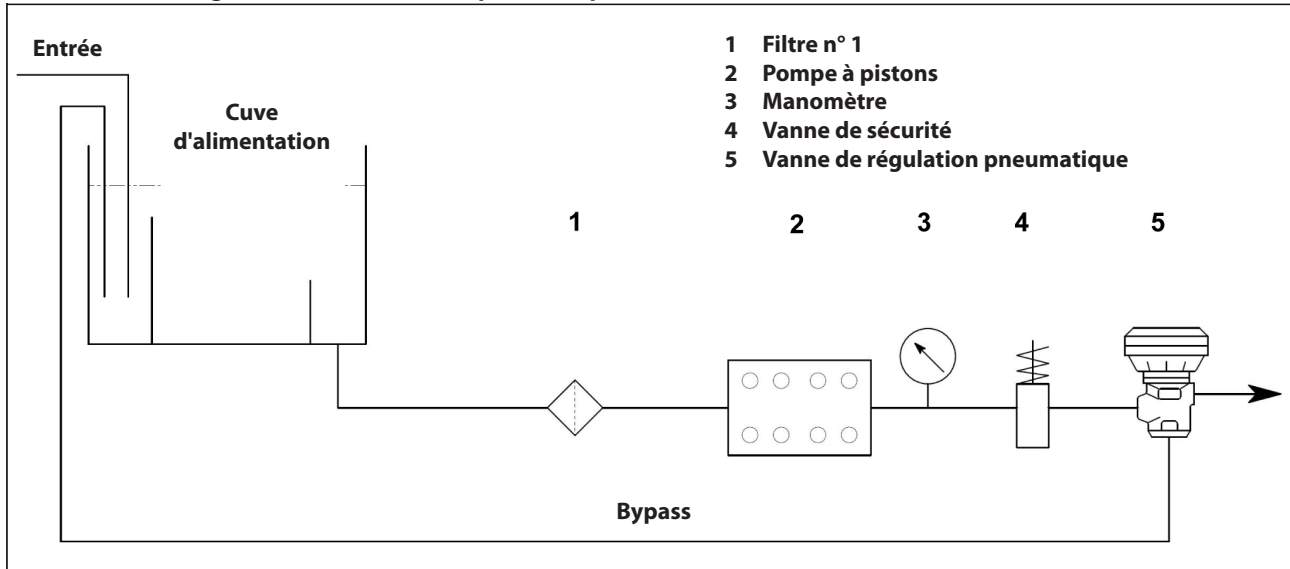 Entrée
Cuve
d'alimentation
1 Filtre n° 1
2 Pompe à pistons
3 Manomètre
4 Vanne de sécurité
5 Vanne de régulation pneumatique
1 2 3 4 5
Bypass